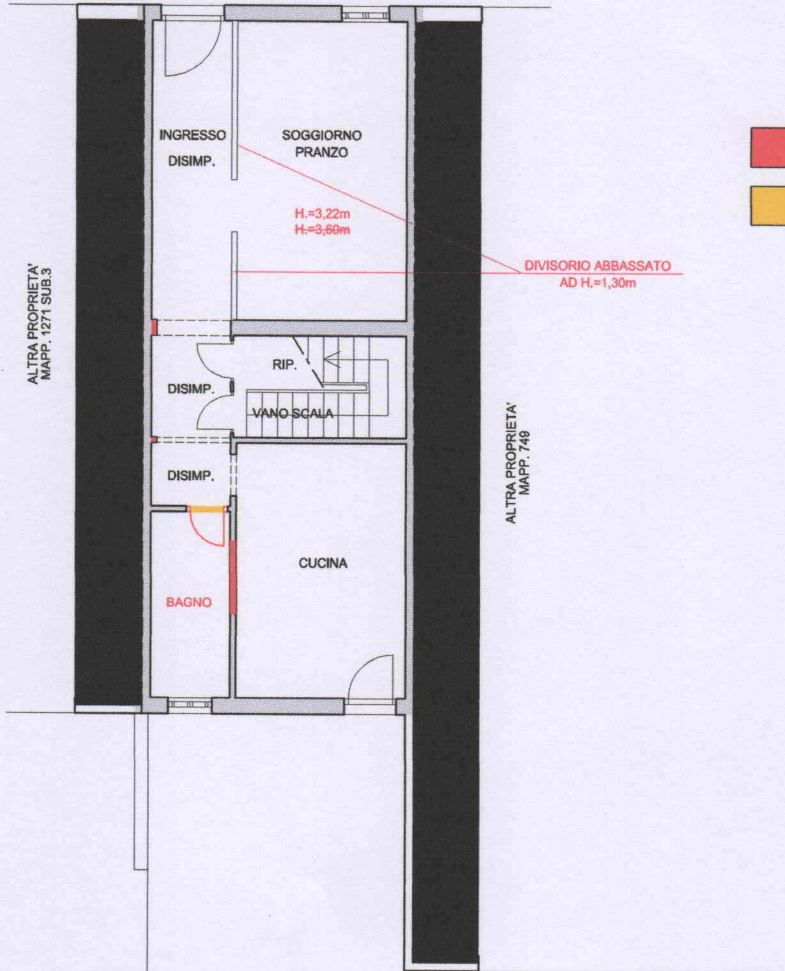 INGRESSO
DISIMP.
SOGGIORNO
PRANZO
H.=3,22m
H.=3,60m
DIVISORIO ABBASSATO
AD H.=1,30m
ALTRA PROPRIETA'
MAPP. 1271 SUB.3
DISIMP.
RIP.
VANO SCALA
ALTRA PROPRIETA'
MAPP. 749
DISIMP.
CUCINA
BAGNO